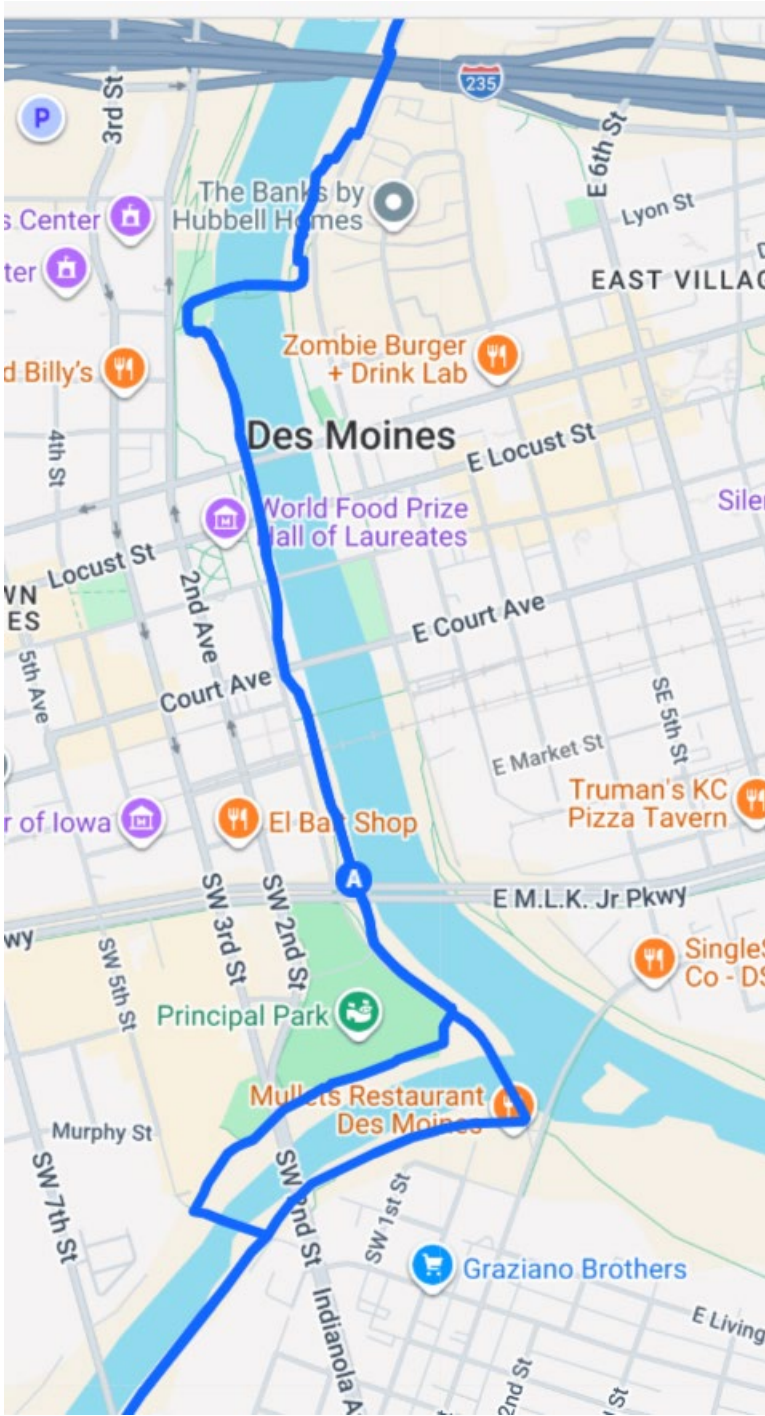 235
3rd St
P
E 6th St
The Banks by
Hubbell Homes
Lyon St
s Center
ter
EAST VILLAG
Zombie Burger
+ Drink Lab
d Billy's
Des Moines
4th St
E Locust St
World Food Prize
Hall of Laureates
Siler
Locust St
WN
ES
2nd Ave
E Court Ave
5th Ave
Court Ave
SE 5th St
E Market St
Truman's KC
Pizza Tavern
r of Iowa
El Bait Shop
A
SW 3rd St
SW 2nd St
E M.L.K. Jr Pkwy
wy
SW 5th St
SingleS
Co - DS
Principal Park
Mullets Restaurant
Des Moines
Murphy St
SW 7th St
SW 2nd St
SW 1st St
Graziano Brothers
Indianola A
E Living
2nd St
St